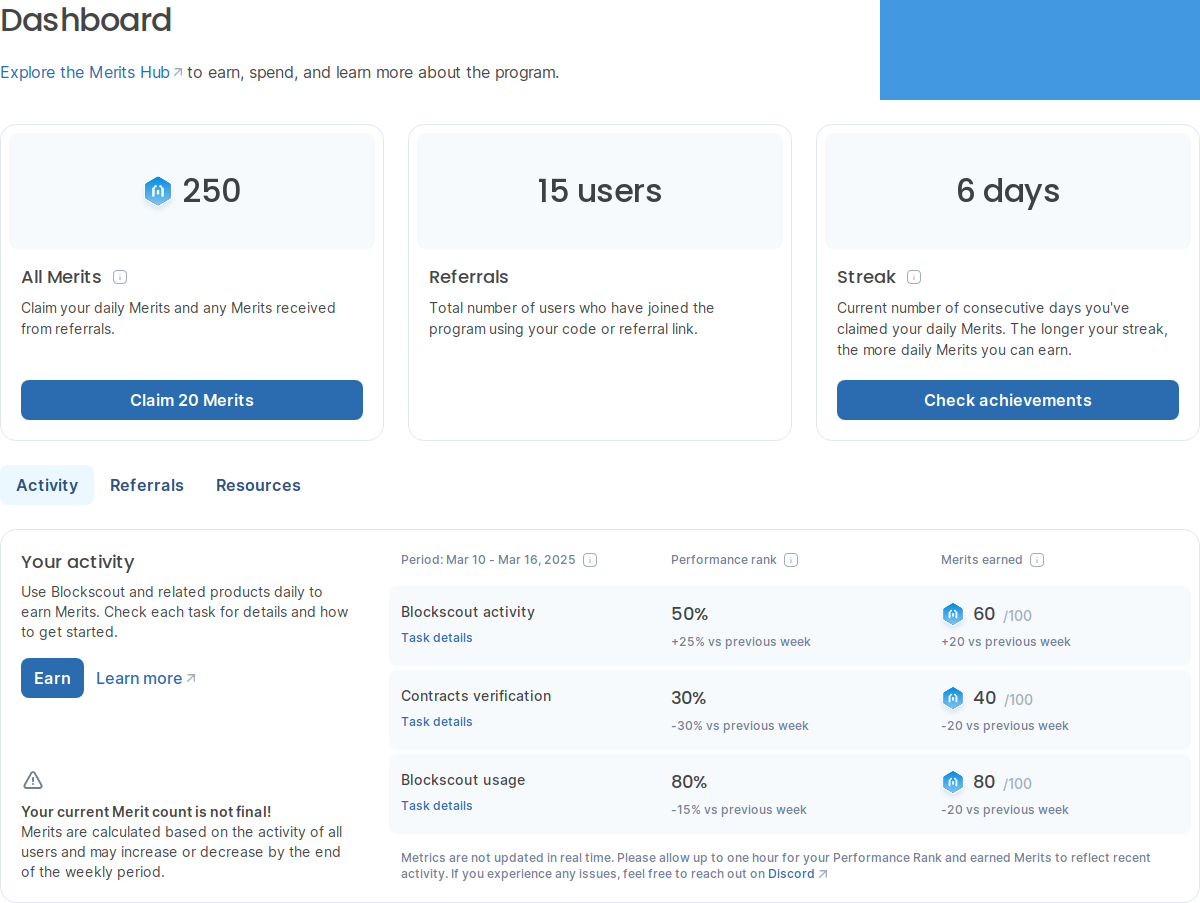 Dashboard
Explore the Merits Hub to earn, spend, and learn more about the program.
250
All Merits
Claim your daily Merits and any Merits received
from referrals.
Claim 20 Merits
15 users
Referrals
Total number of users who have joined the
program using your code or referral link.
6 days
Streak
Current number of consecutive days you've
claimed your daily Merits. The longer your streak,
the more daily Merits you can earn.
Check achievements
Activity
Referrals
Resources
Your activity
Use Blockscout and related products daily to
earn Merits. Check each task for details and how
to get started.
Earn
Learn more
Your current Merit count is not final!
Merits are calculated based on the activity of all
users and may increase or decrease by the end
of the weekly period.
Period: Mar 10 - Mar 16, 2025
Performance rank
Merits earned
Blockscout activity
Task details
50%
+25% vs previous week
60 /100
+20 vs previous week
Contracts verification
Task details
30%
-30% vs previous week
40 /100
-20 vs previous week
Blockscout usage
Task details
80%
-15% vs previous week
80 /100
-20 vs previous week
Metrics are not updated in real time. Please allow up to one hour for your Performance Rank and earned Merits to reflect recent
activity. If you experience any issues, feel free to reach out on Discord